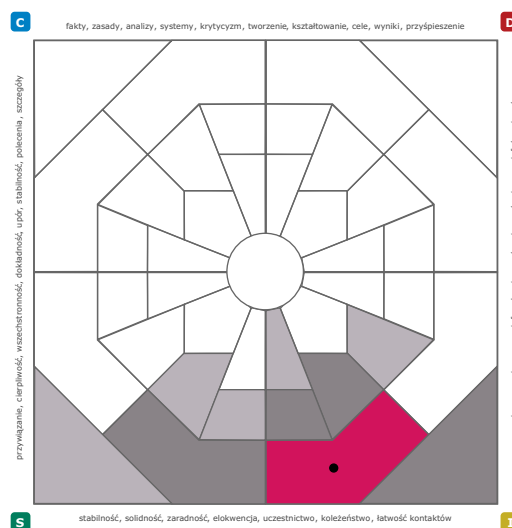 C
fakty, zasady, analizy, systemy, krytycyzm, tworzenie, kształtowanie, cele, wyniki, przyśpieszenie
D
przywiązanie, cierpliwość, wszechstronność, dokładność, upór, stabilność, polecenia, szczegóły
S
stabilność, solidność, zaradność, elokwencja, uczestnictwo, koleżeństwo, łatwość kontaktów